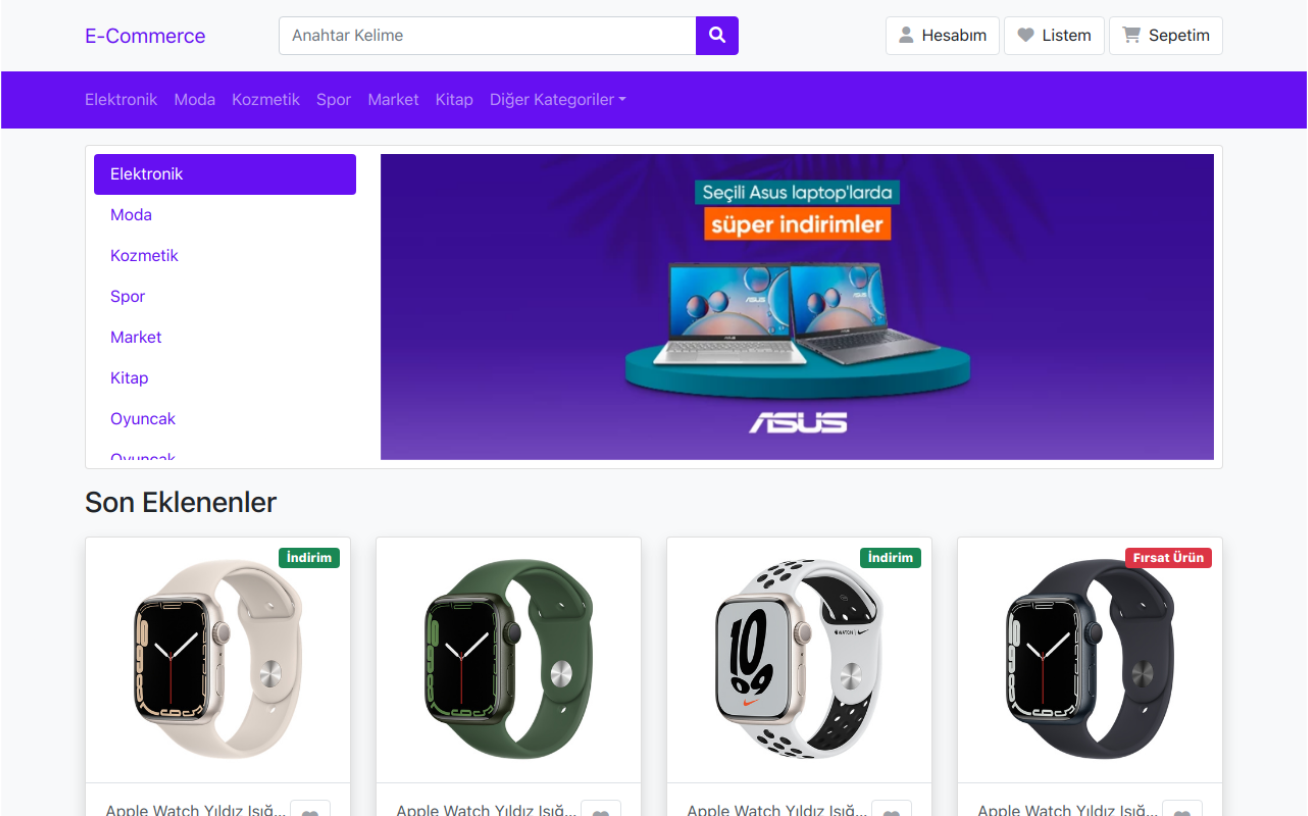 E-Commerce
Anahtar Kelime
Hesabım
Listem
Sepetim
Elektronik Moda Kozmetik Spor Market Kitap Diğer Kategoriler
Elektronik
Moda
Kozmetik
Spor
Market
Kitap
Oyuncak
Oyuncak
Seçili Asus laptop'larda
süper indirimler
ASUS
Son Eklenenler
İndirim
İndirim
Fırsat Ürün
10
09
Apple Watch Yıldız Işığ...
Apple Watch Yıldız Işığ...
Apple Watch Yıldız Işığ...
Apple Watch Yıldız Işığ...